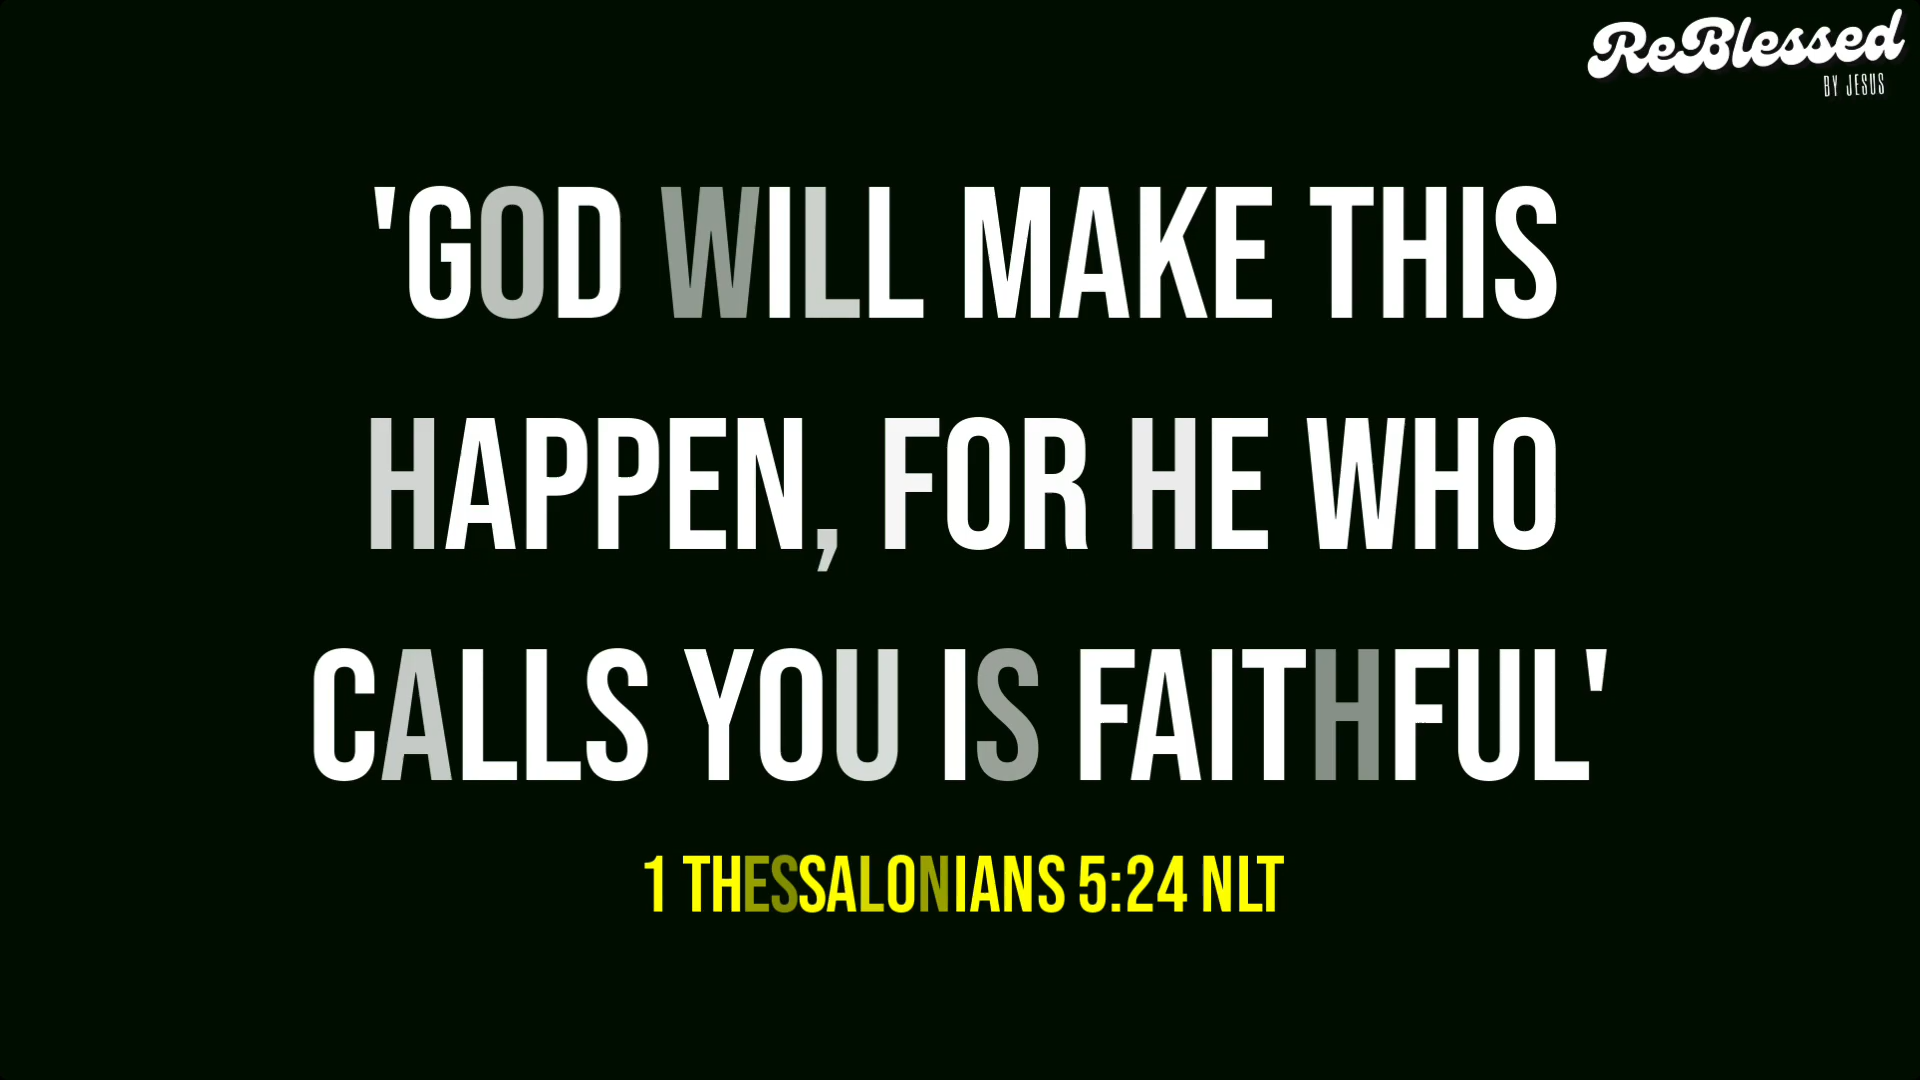 ReBlessed
BY JESUS
'GOD WILL MAKE THIS
HAPPEN, FOR HE WHO
CALLS YOU IS FAITHFUL'
1 THESSALONIANS 5:24 NLT